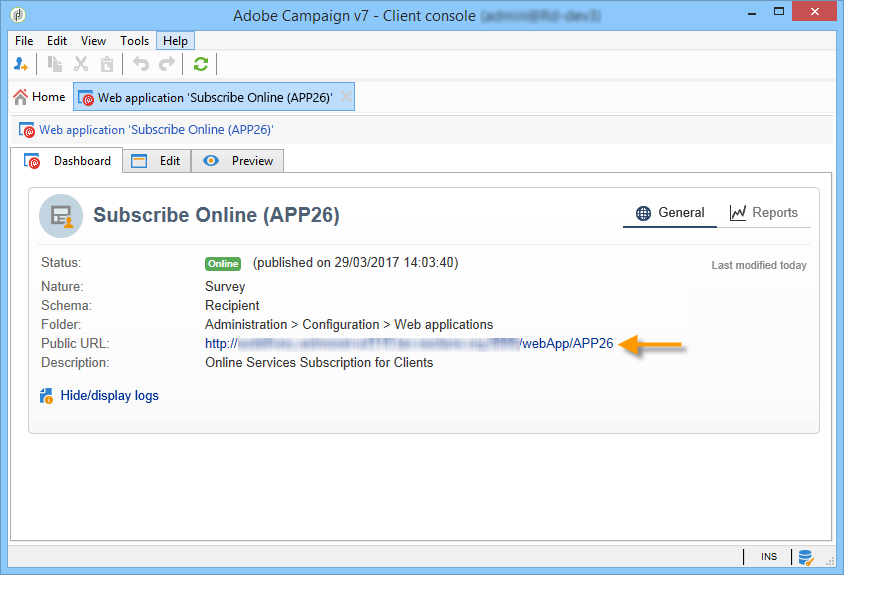 Adobe Campaign v7 - Client console
File Edit View Tools Help
Home Web application 'Subscribe Online (APP26)'
Web application 'Subscribe Online (APP26)'
Dashboard Edit Preview
Subscribe Online (APP26) General Reports
Status: Online (published on 29/03/2017 14:03:40) Last modified today
Nature: Survey
Schema: Recipient
Folder: Administration > Configuration > Web applications
Public URL: http:// /webApp/APP26
Description: Online Services Subscription for Clients
Hide/display logs
INS